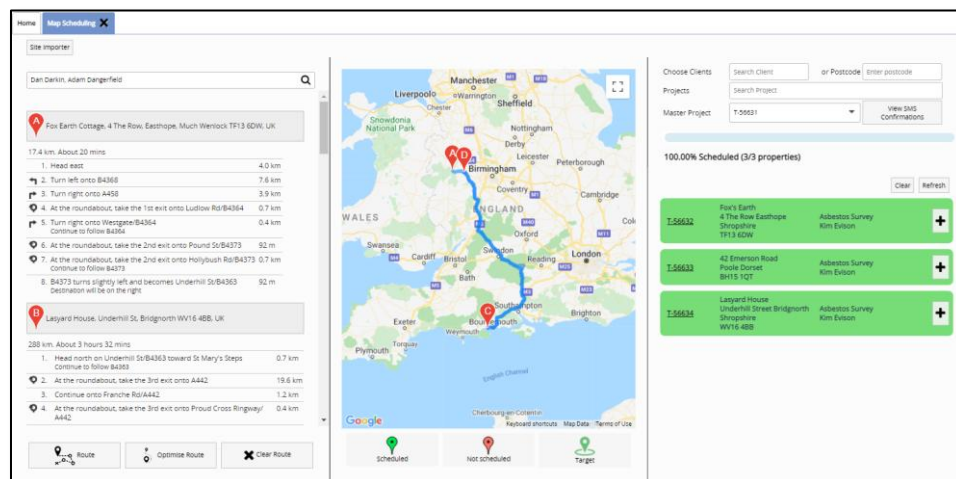 Home
Map Scheduling
Site Importer
Dan Darkin, Adam Dangerfield
A
Fox Earth Cottage, 4 The Row, Easthope, Much Wenlock TF13 6DW, UK
17.4 km. About 20 mins
1. Head east 4.0 km
2. Turn left onto B4368 7.6 km
3. Turn right onto A458 3.9 km
4. At the roundabout, take the 1st exit onto Ludlow Rd/B4364 0.7 km
5. Turn right onto Westgate/B4364 0.4 km
Continue to follow B4364
6. At the roundabout, take the 2nd exit onto Pound St/B4373 92 m
7. At the roundabout, take the 2nd exit onto Hollybush Rd/B4373 0.7 km
Continue to follow B4373
8. B4373 turns slightly left and becomes Underhill St/B4363 92 m
Destination will be on the right
B
Lasyard House, Underhill St, Bridgnorth WV16 4BB, UK
288 km. About 3 hours 32 mins
1. Head north on Underhill St/B4363 toward St Mary's Steps 0.7 km
Continue to follow B4363
2. At the roundabout, take the 3rd exit onto A442 19.6 km
3. Continue onto Franche Rd/A442 1.2 km
4. At the roundabout, take the 3rd exit onto Proud Cross Ringway/ 0.4 km
A442
Route
Optimise Route
Clear Route
Manchester
Liverpool
Warrington
Sheffield
Chester
Snowdonia
National Park
Nottingham
Derby
A
D
Leicester
Peterborough
Birmingham
Coventry
Cambridge
WALES
ENGLAND
Col
Oxford
Swansea
Cardiff
Bristol
Swindon
Reading
London
Bath
Southampton
C
Brighton
Exeter
Bournemouth
Weymouth
Torquay
Plymouth
English Channel
Cherbourg-en-Cotentin
Google
Keyboard shortcuts
Map Data
Terms of Use
Scheduled
Not scheduled
Target
Choose Clients
Search Client
or Postcode
Enter postcode
Projects
Search Project
Master Project
T-56631
View SMS
Confirmations
100.00% Scheduled (3/3 properties)
Clear
Refresh
T-56632
Fox's Earth
4 The Row Easthope
Shropshire
TF13 6DW
Asbestos Survey
Kim Evison
T-56633
42 Emerson Road
Poole Dorset
BH15 1QT
Asbestos Survey
Kim Evison
T-56634
Lasyard House
Underhill Street Bridgnorth
Shropshire
WV16 4BB
Asbestos Survey
Kim Evison